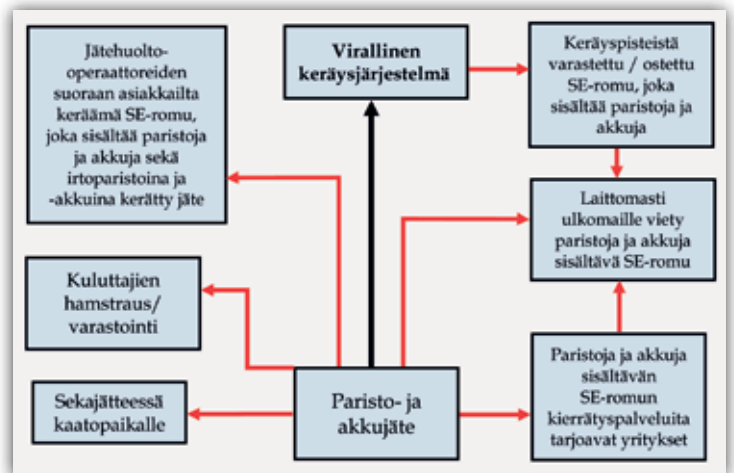 Jätehuolto-
operaattoreiden
suoraan asiakkailta
keräämä SE-romu,
joka sisältää paristoja
ja akkuja sekä
irtoparistoina ja
-akkuina kerätty jäte
Virallinen
keräysjärjestelmä
Keräyspisteistä
varastettu / ostettu
SE-romu, joka
sisältää paristoja ja
akkuja
Laittomasti
ulkomaille viety
paristoja ja akkuja
sisältävä SE-romu
Kuluttajien
hamstraus/
varastointi
Sekajätteessä
kaatopaikalle
Paristo- ja
akkujäte
Paristoja ja akkuja
sisältävän
SE-romun
kierrätyspalveluita
tarjoavat yritykset